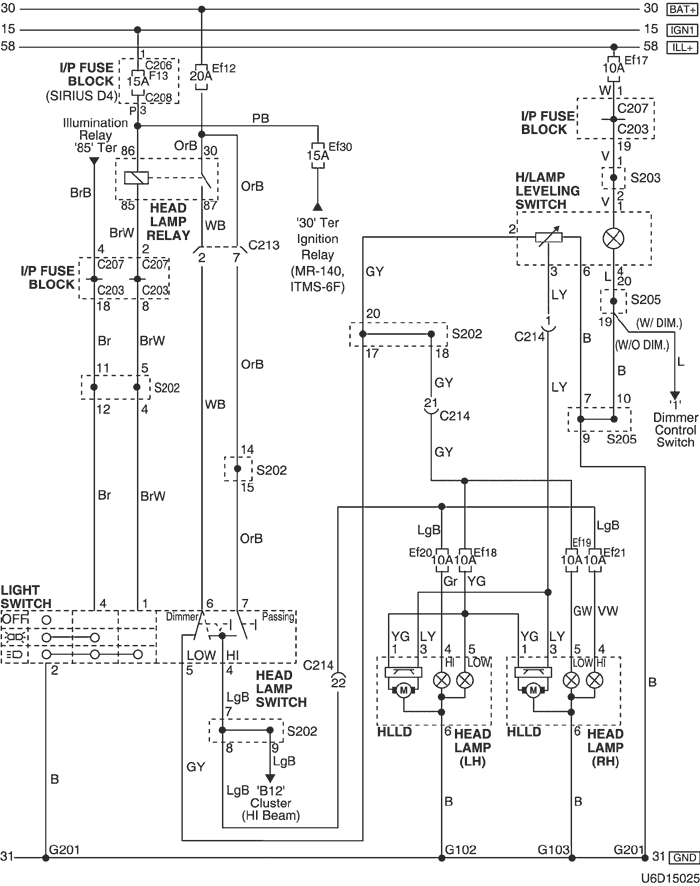 30 30 BAT+
15 15 IGN1
58 58 ILL+
1
C206
I/P FUSE
BLOCK
(SIRIUS D4)
15A F13
C208
P 3
Ef12
20A
Ef17
10A
W 1
I/P FUSE
BLOCK
C207
C203
19
V 1
S203
2
V 1
Illumination
Relay
'85' Ter
PB
OrB
86
30
Ef30
15A
BrB
OrB
85
87
HEAD
LAMP
RELAY
'30' Ter
Ignition
Relay
(MR-140,
ITMS-6F)
BrW
WB
C213
2 7
H/LAMP
LEVELING
SWITCH
2
3
6
4
GY
LY
L 20
S205
19
(W/ DIM.)
(W/O DIM.)
L
1
Dimmer
Control
Switch
4 2
I/P FUSE
BLOCK
C207 C207
C203 C203
18 8
Br BrW
OrB
20
S202
17
18
1
C214
B
B
GY
LY
21
C214
GY
7 10
9
S205
11 5
S202
12 4
WB
14
S202
15
Br BrW
OrB
LgB
LgB
Ef20
10A
Ef18
10A
Ef19
10A
Ef21
10A
Gr YG
GW VW
LIGHT
SWITCH
4 1
6 7
OFF
Dimmer
Passing
LOW HI
2
5 4
HEAD
LAMP
SWITCH
C214
22
YG LY 4 5
1 3 HI LOW
M
6
HLLD
HEAD
LAMP
(LH)
YG LY 5 4
1 3 LOW HI
M
6
HLLD
HEAD
LAMP
(RH)
B
LgB
7
S202
8 9
LgB
GY
LgB
'B12'
Cluster
(HI Beam)
B
B
B
31 G201 G102 G103 G201 31 GND
U6D15025